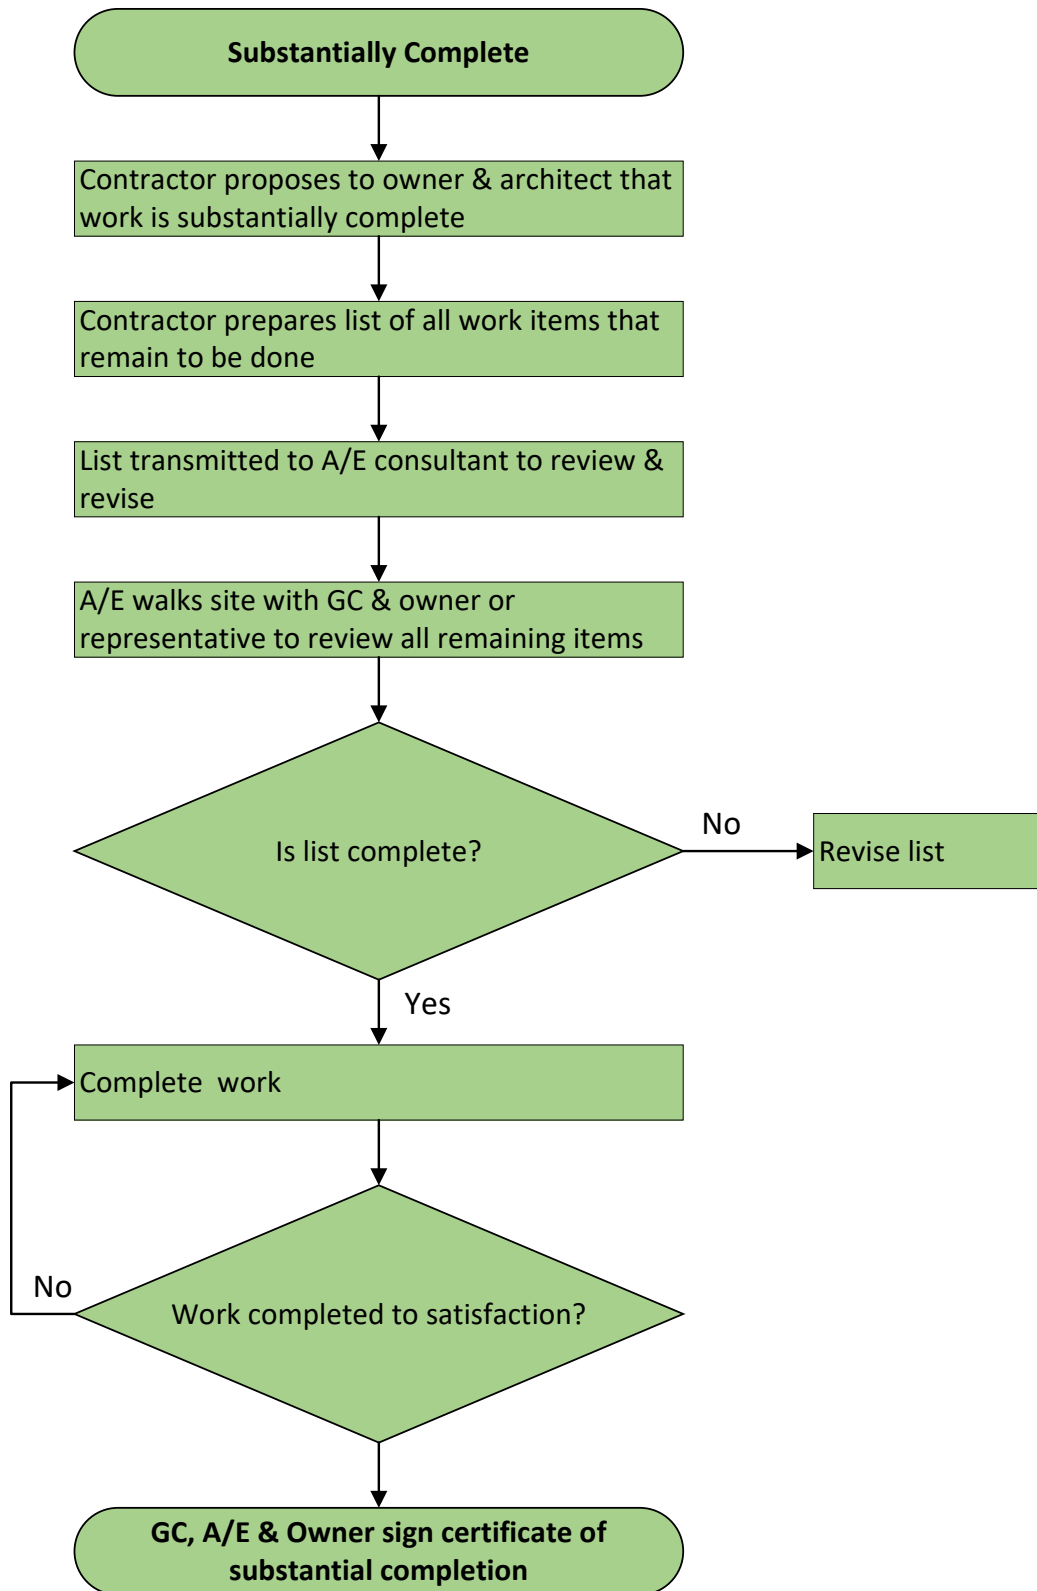 Substantially Complete
Contractor proposes to owner & architect that
work is substantially complete
Contractor prepares list of all work items that
remain to be done
List transmitted to A/E consultant to review &
revise
A/E walks site with GC & owner or
representative to review all remaining items
Is list complete?
No
Revise list
Yes
Complete  work
No
Work completed to satisfaction?
GC, A/E & Owner sign certificate of
substantial completion